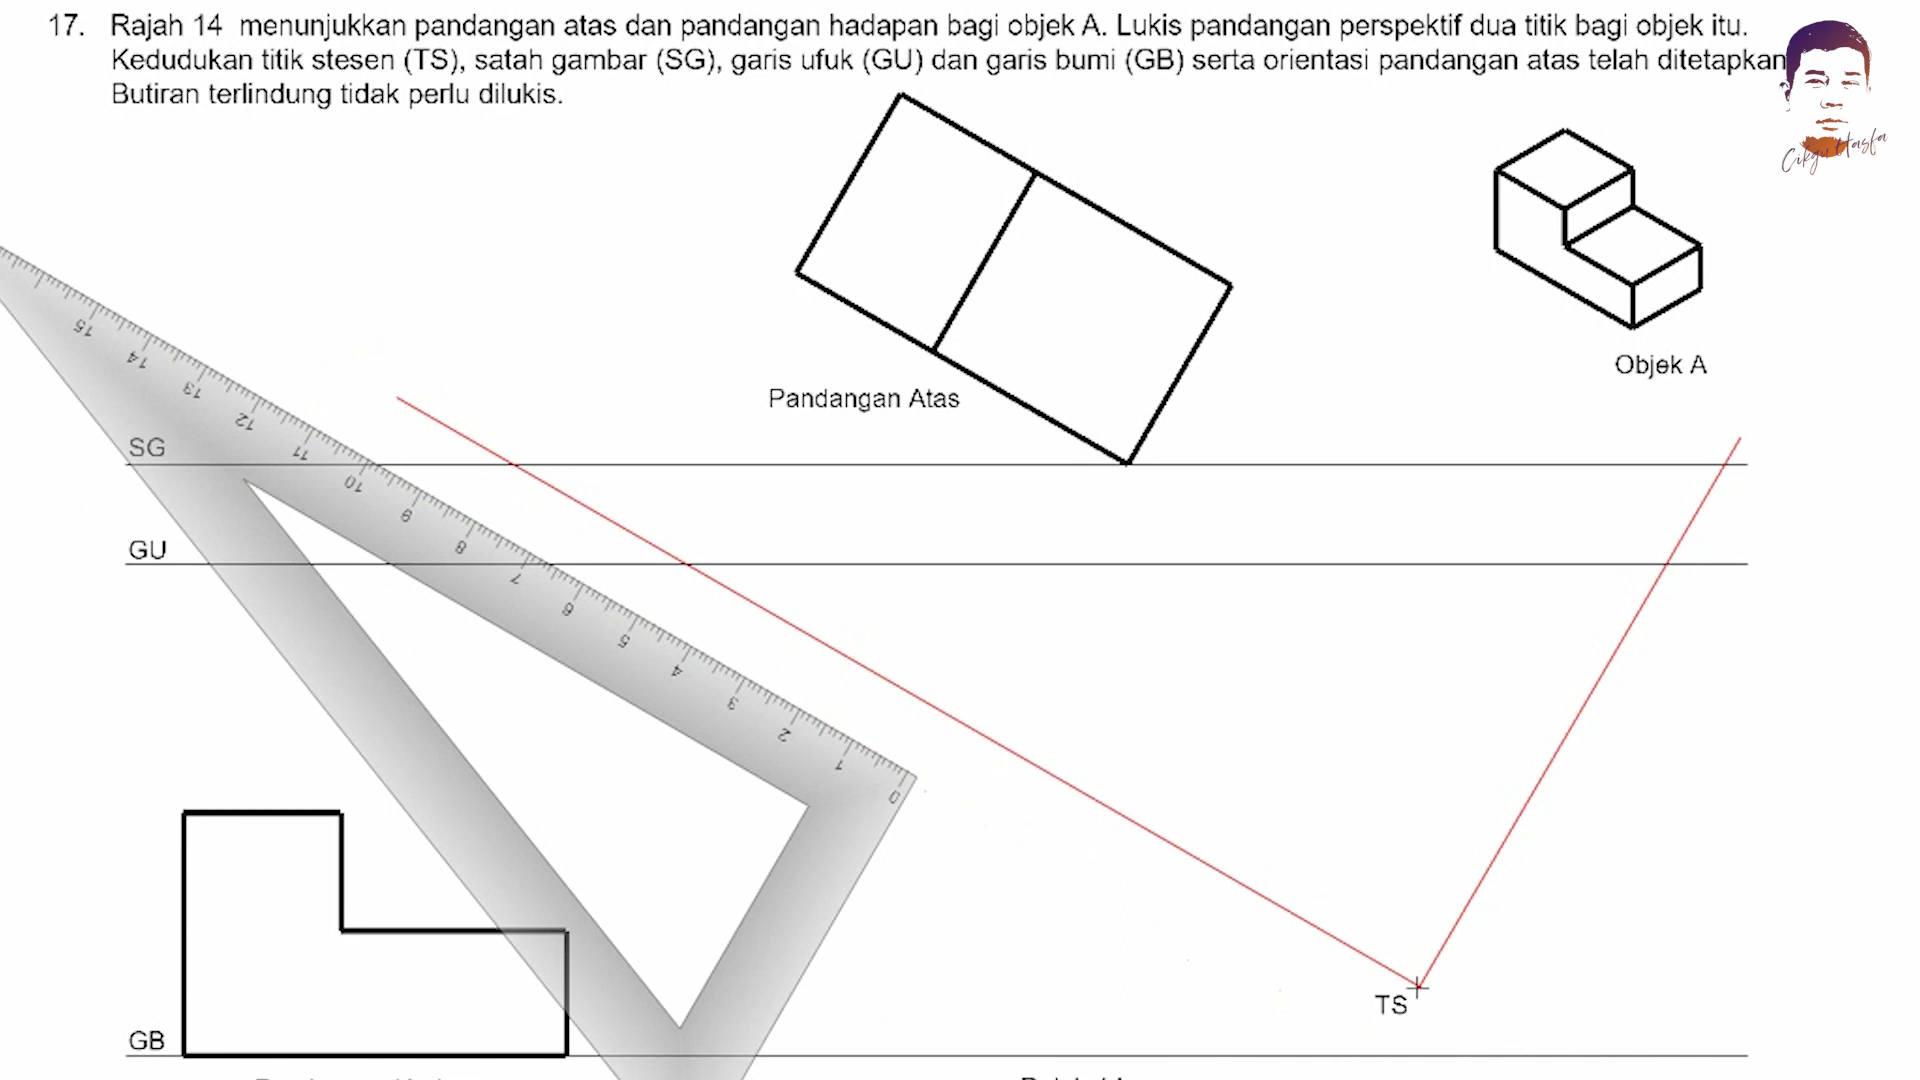 17. Rajah 14 menunjukkan pandangan atas dan pandangan hadapan bagi objek A. Lukis pandangan perspektif dua titik bagi objek itu.
Kedudukan titik stesen (TS), satah gambar (SG), garis ufuk (GU) dan garis bumi (GB) serta orientasi pandangan atas telah ditetapkan
Butiran terlindung tidak perlu dilukis.
Cikgu Hasfa
Objek A
Pandangan Atas
SG
GU
15
14
13
12
11
10
9
8
7
6
5
4
3
2
1
0
TS
GB